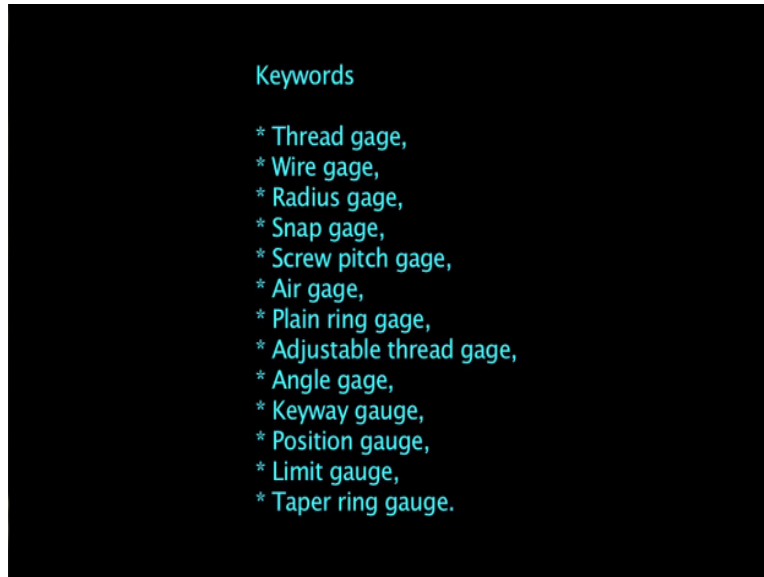 Keywords
* Thread gage,
* Wire gage,
* Radius gage,
* Snap gage,
* Screw pitch gage,
* Air gage,
* Plain ring gage,
* Adjustable thread gage,
* Angle gage,
* Keyway gauge,
* Position gauge,
* Limit gauge,
* Taper ring gauge.